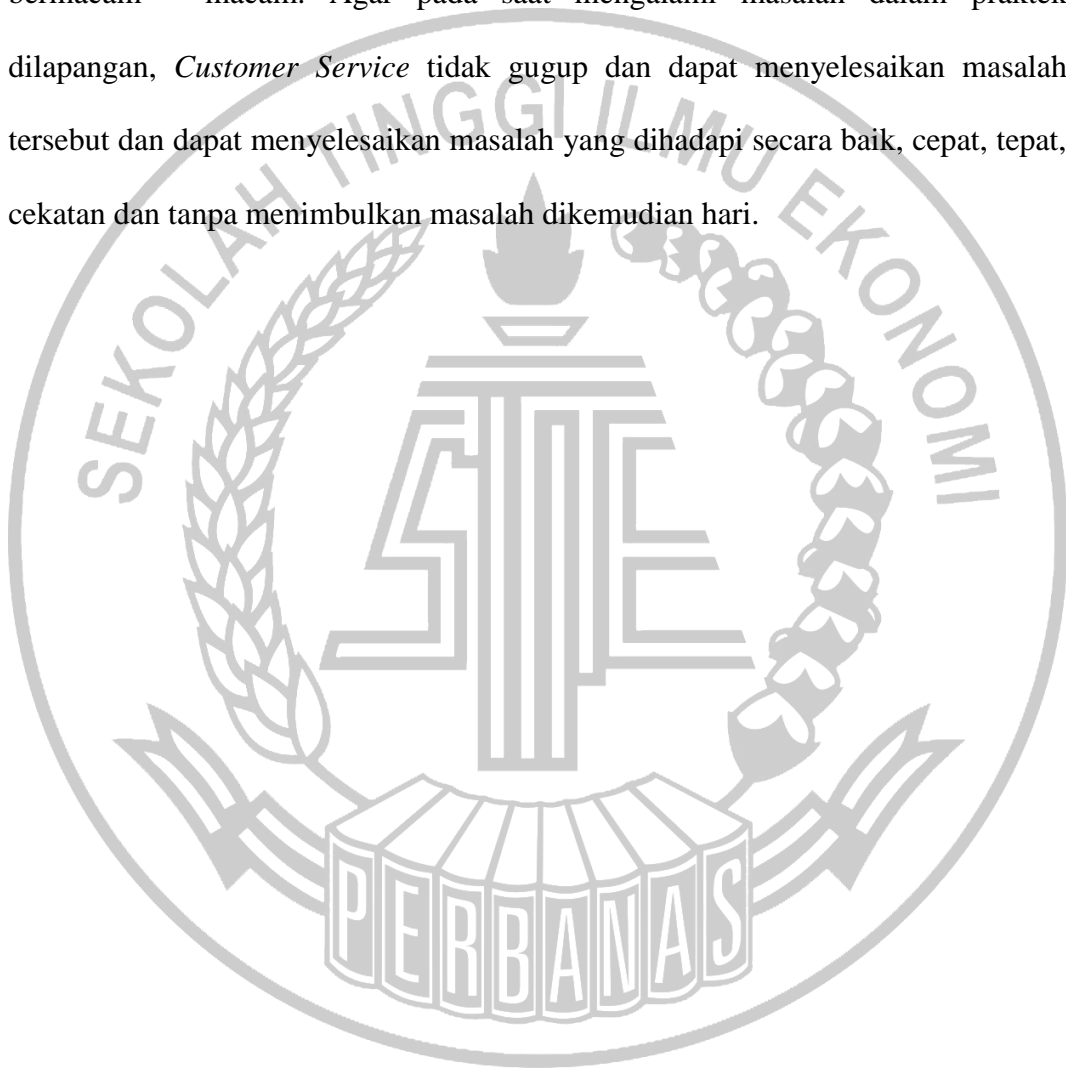 bermacam – macam. Agar pada saat mengalami masalah dalam praktek
dilapangan, Customer Service tidak gugup dan dapat menyelesaikan masalah
tersebut dan dapat menyelesaikan masalah yang dihadapi secara baik, cepat, tepat,
cekatan dan tanpa menimbulkan masalah dikemudian hari.
SEKOLAH TINGGI ILMU EKONOMI
STIE
PERBANAS